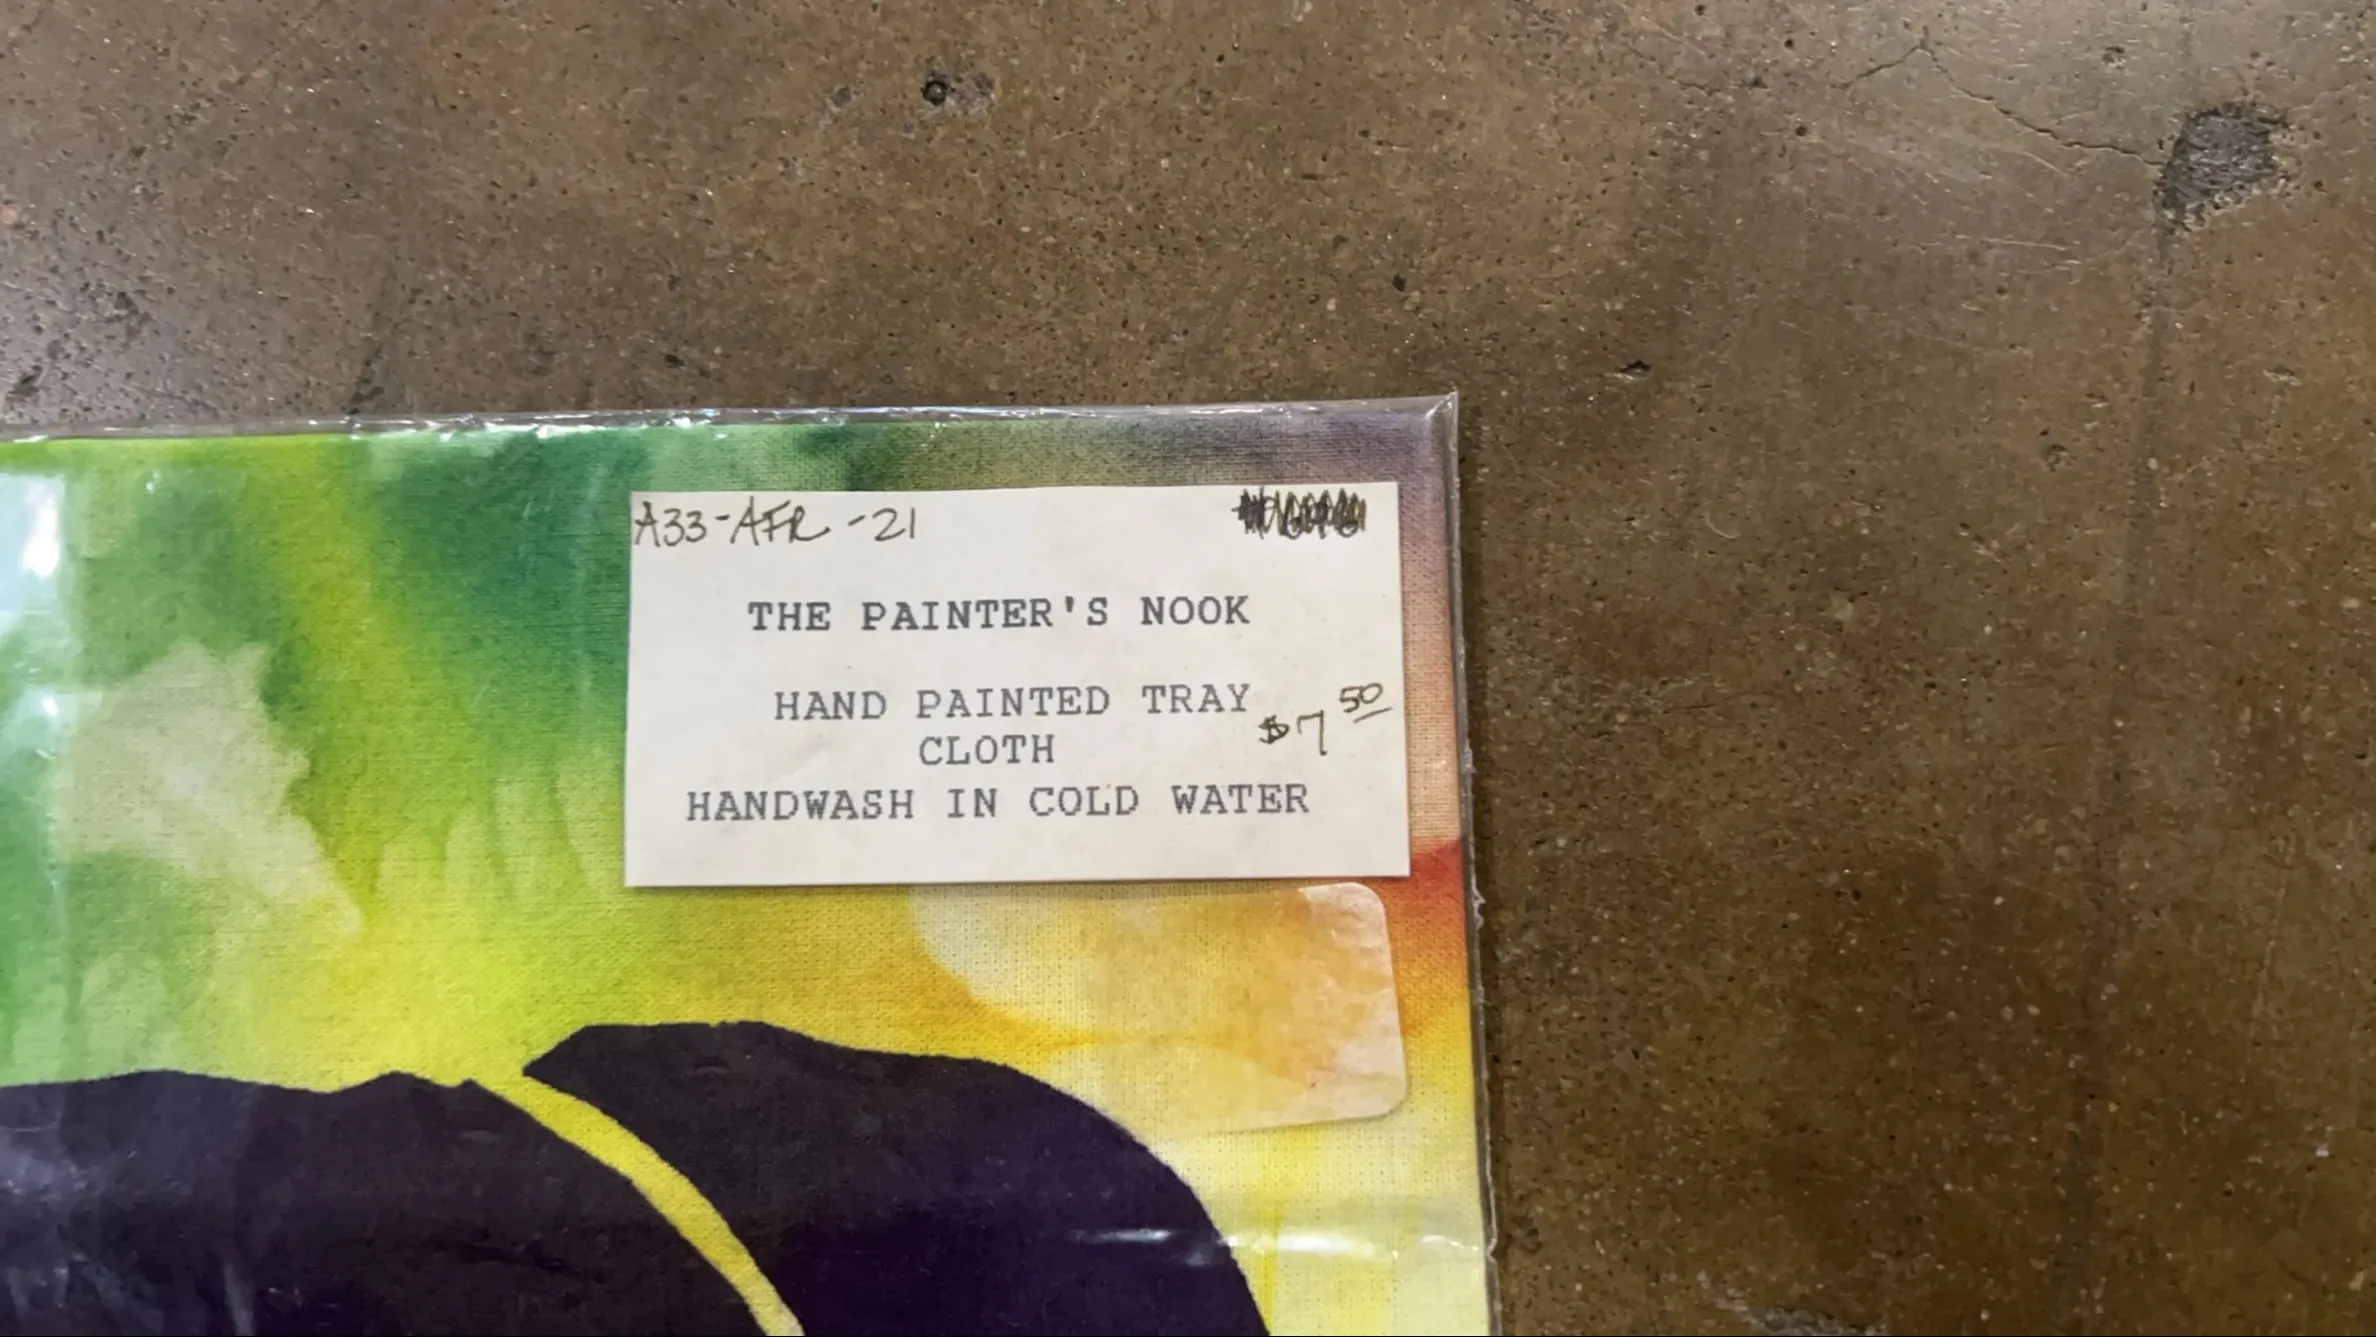 A33-AFR-21
THE PAINTER'S NOOK
HAND PAINTED TRAY
CLOTH
$7 50
HANDWASH IN COLD WATER